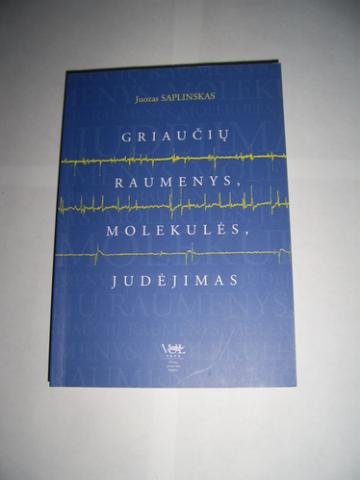 Juozas SAPLINSKAS
GRIAUČIŲ
RAUMENYS,
MOLEKULĖS,
JUDĖJIMAS